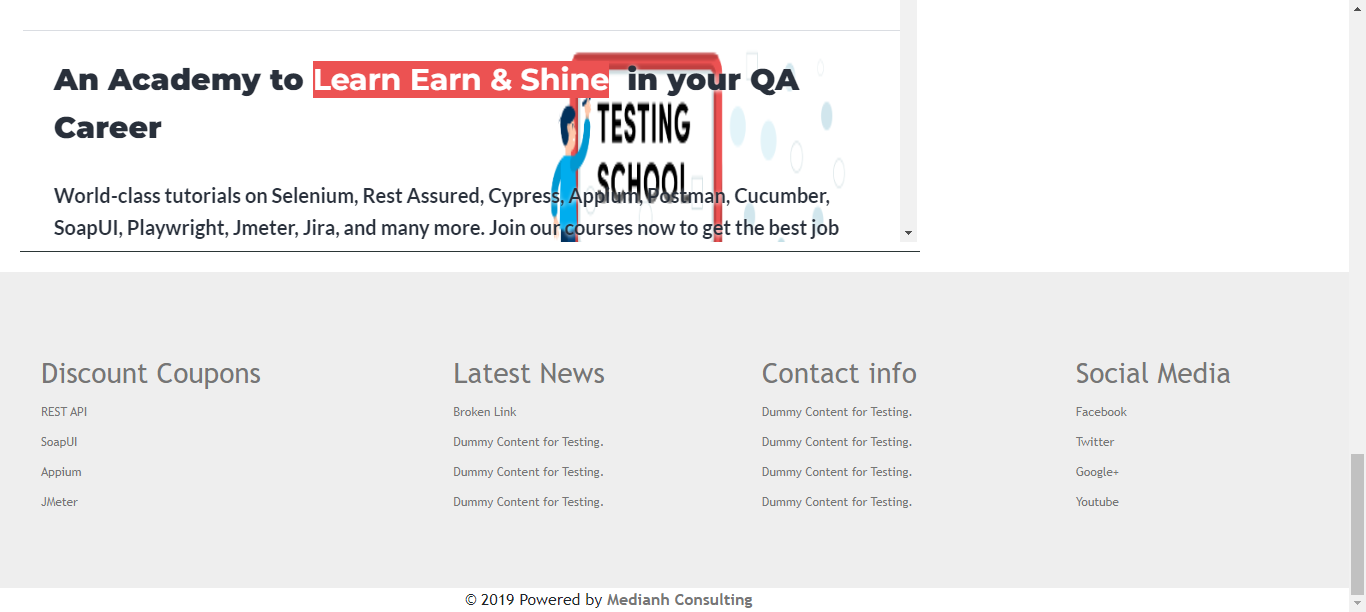 An Academy to Learn Earn & Shine in your QA
Career
TESTING
SCHOOL
World-class tutorials on Selenium, Rest Assured, Cypress, Appium, Postman, Cucumber,
SoapUI, Playwright, Jmeter, Jira, and many more. Join our courses now to get the best job
Discount Coupons
REST API
SoapUI
Appium
JMeter
Latest News
Broken Link
Dummy Content for Testing.
Dummy Content for Testing.
Dummy Content for Testing.
Contact info
Dummy Content for Testing.
Dummy Content for Testing.
Dummy Content for Testing.
Dummy Content for Testing.
Social Media
Facebook
Twitter
Google+
Youtube
© 2019 Powered by Medianh Consulting